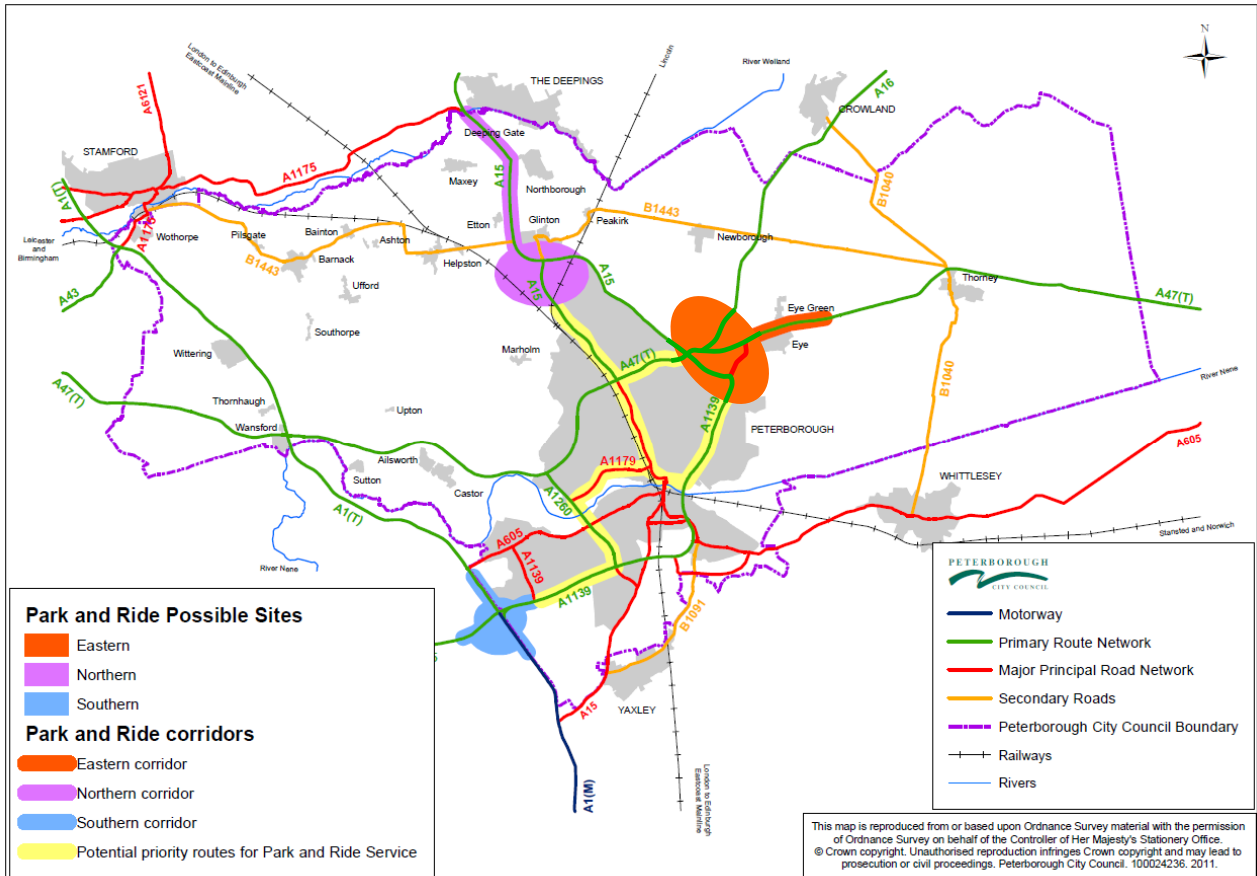 N
London to Edinburgh
Eastcoast Mainline
Lincoln
River Welland
THE DEEPINGS
A16
CROWLAND
A6121
Deeping Gate
STAMFORD
A1175
Maxey
A15
Northborough
B1040
A1(T)
A1175
Wothorpe
Pilsgate
Bainton
Ashton
Etton
Glinton
Peakirk
B1443
Newborough
Leicester
and
Birmingham
B1443
Barnack
Helpston
Ufford
A15
A15
Thorney
A47(T)
A43
Southorpe
Eye Green
Eye
Wittering
Marholm
A47(T)
B1040
River Nene
A47(T)
Thornhaugh
Upton
A1139
Wansford
PETERBOROUGH
A605
Ailsworth
Sutton
Castor
A1179
WHITTLESEY
A1260
A1(T)
A605
Stansted and Norwich
River Nene
A1139
A1139
B1091
YAXLEY
A15
A1(M)
London to Edinburgh
Eastcoast Mainline
Park and Ride Possible Sites
Eastern
Northern
Southern
Park and Ride corridors
Eastern corridor
Northern corridor
Southern corridor
Potential priority routes for Park and Ride Service
PETERBOROUGH
CITY COUNCIL
Motorway
Primary Route Network
Major Principal Road Network
Secondary Roads
Peterborough City Council Boundary
Railways
Rivers
This map is reproduced from or based upon Ordnance Survey material with the permission
of Ordnance Survey on behalf of the Controller of Her Majesty's Stationery Office.
© Crown copyright. Unauthorised reproduction infringes Crown copyright and may lead to
prosecution or civil proceedings. Peterborough City Council. 100024236. 2011.